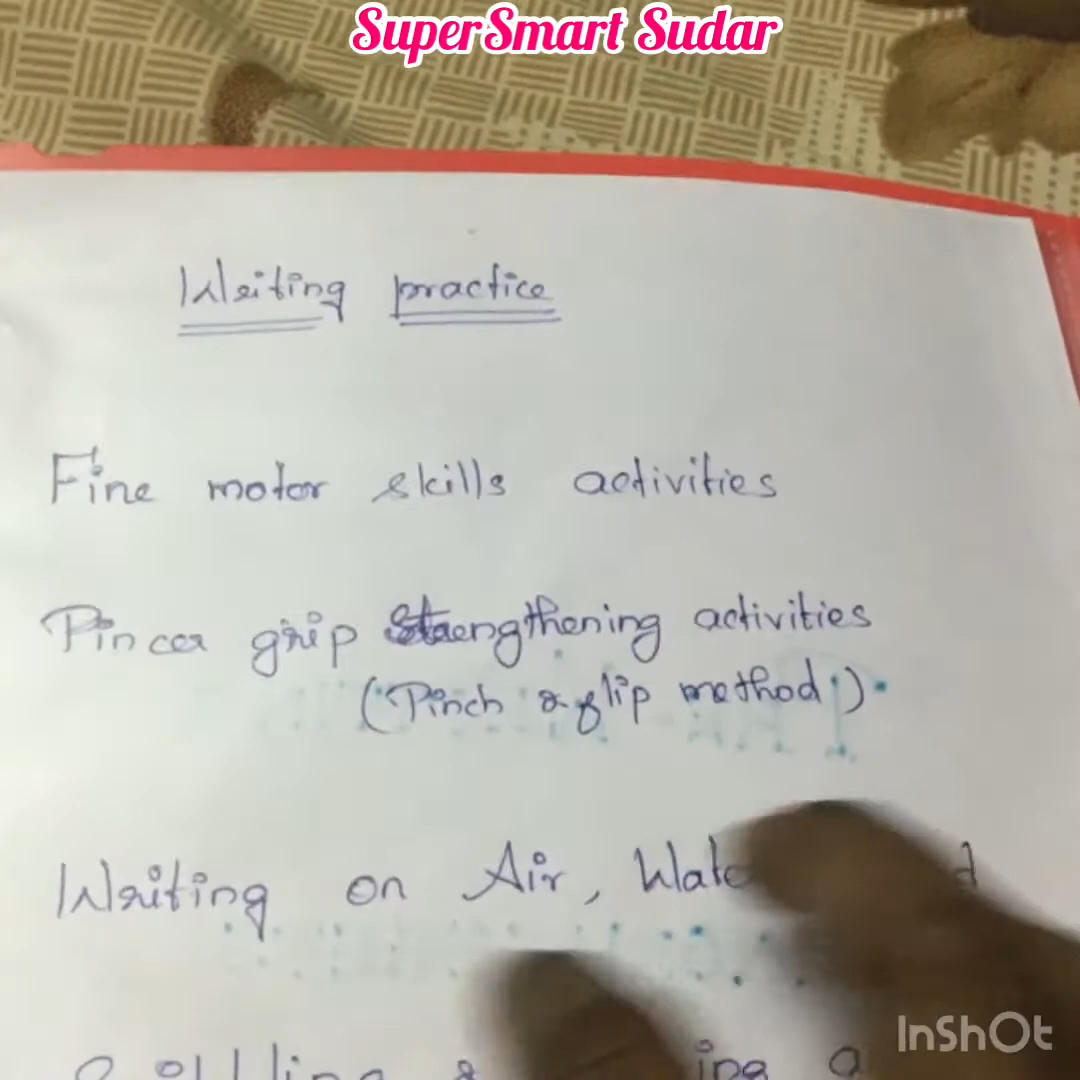 SuperSmart Sudar
Writing practice
Fine motor skills activities
Pincer grip Strengthening activities
(Pinch & flip method)
Writing on Air,
&
InShOt